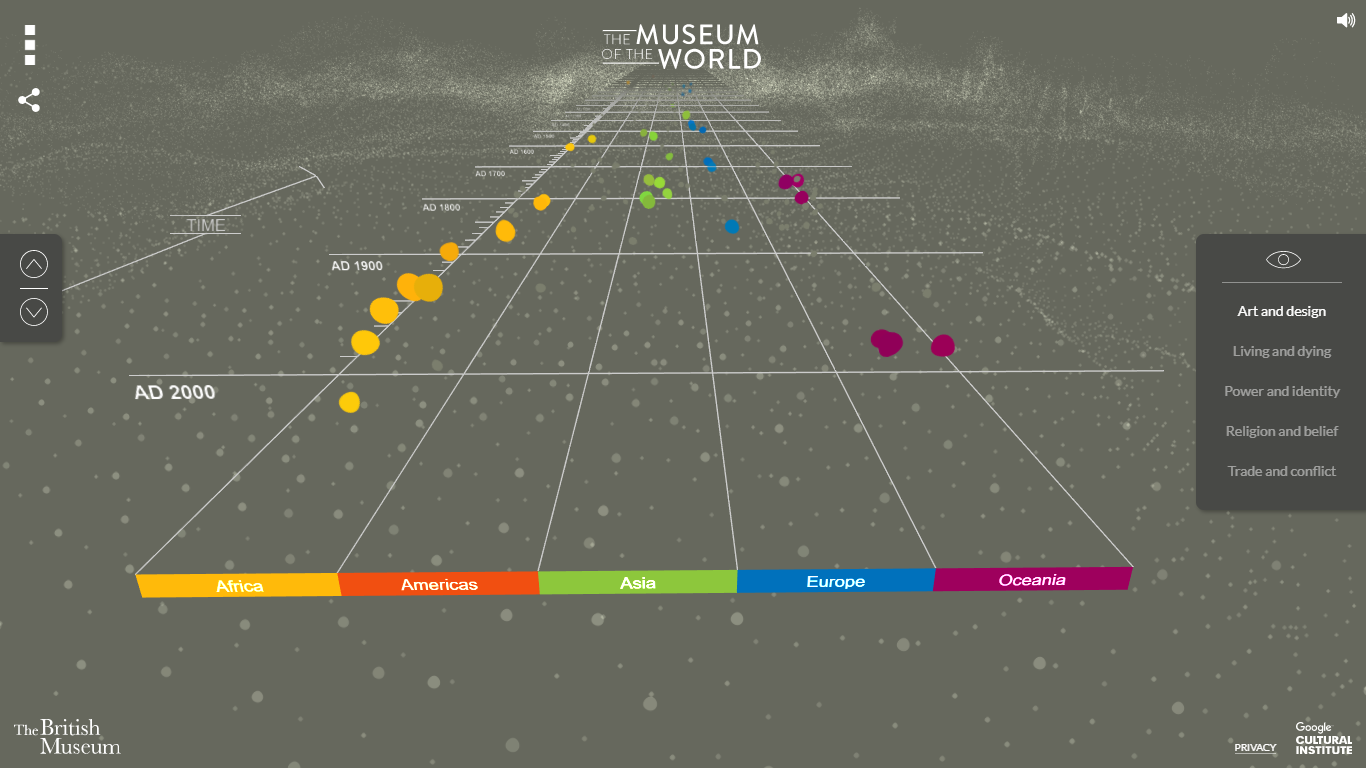 THE MUSEUM
OF THE WORLD
AD 1600
AD 1700
AD 1800
TIME
AD 1900
AD 2000
Art and design
Living and dying
Power and identity
Religion and belief
Trade and conflict
Africa
Americas
Asia
Europe
Oceania
The British
Museum
PRIVACY
Google
CULTURAL
INSTITUTE